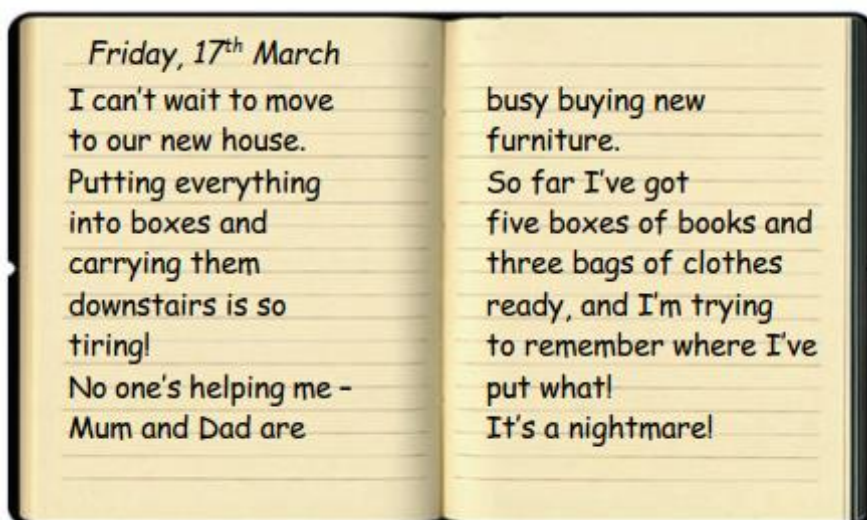 Friday, 17th March
I can't wait to move
to our new house.
Putting everything
into boxes and
carrying them
downstairs is so
tiring!
No one's helping me –
Mum and Dad are
busy buying new
furniture.
So far I've got
five boxes of books and
three bags of clothes
ready, and I'm trying
to remember where I've
put what!
It's a nightmare!